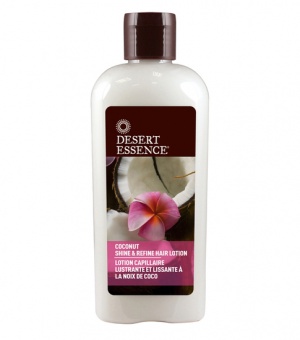 DESERT
ESSENCE®
COCONUT
SHINE & REFINE HAIR LOTION
LOTION CAPILLAIRE
LUSTRANTE ET LISSANTE À
LA NOIX DE COCO